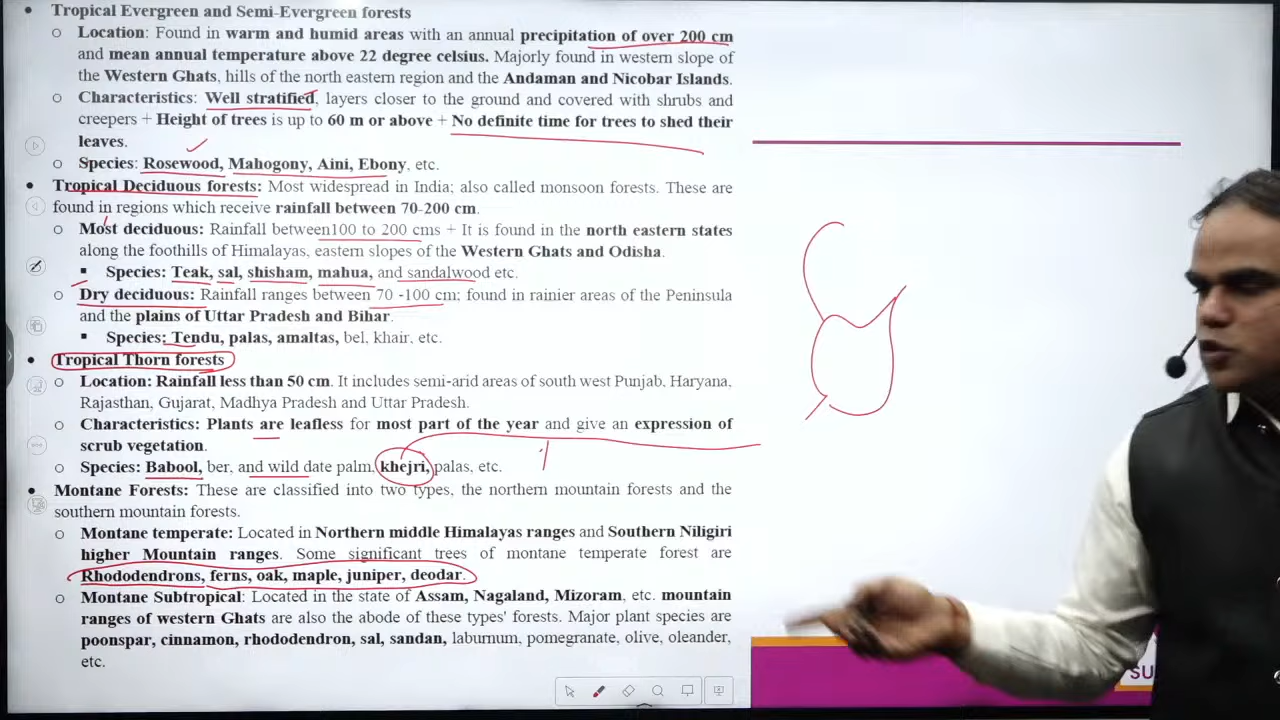 • Tropical Evergreen and Semi-Evergreen forests
o Location: Found in warm and humid areas with an annual precipitation of over 200 cm
and mean annual temperature above 22 degree celsius. Majorly found in western slope of
the Western Ghats, hills of the north eastern region and the Andaman and Nicobar Islands.
o Characteristics: Well stratified, layers closer to the ground and covered with shrubs and
creepers + Height of trees is up to 60 m or above + No definite time for trees to shed their
leaves.
o Species: Rosewood, Mahogony, Aini, Ebony, etc.
• Tropical Deciduous forests: Most widespread in India; also called monsoon forests. These are
found in regions which receive rainfall between 70-200 cm.
o Most deciduous: Rainfall between100 to 200 cms + It is found in the north eastern states
along the foothills of Himalayas, eastern slopes of the Western Ghats and Odisha.
▪ Species: Teak, sal, shisham, mahua, and sandalwood etc.
o Dry deciduous: Rainfall ranges between 70 -100 cm; found in rainier areas of the Peninsula
and the plains of Uttar Pradesh and Bihar.
▪ Species: Tendu, palas, amaltas, bel, khair, etc.
• Tropical Thorn forests
o Location: Rainfall less than 50 cm. It includes semi-arid areas of south west Punjab, Haryana,
Rajasthan, Gujarat, Madhya Pradesh and Uttar Pradesh.
o Characteristics: Plants are leafless for most part of the year and give an expression of
scrub vegetation.
o Species: Babool, ber, and wild date palm, khejri, palas, etc.
• Montane Forests: These are classified into two types, the northern mountain forests and the
southern mountain forests.
o Montane temperate: Located in Northern middle Himalayas ranges and Southern Niligiri
higher Mountain ranges. Some significant trees of montane temperate forest are
Rhododendrons, ferns, oak, maple, juniper, deodar.
o Montane Subtropical: Located in the state of Assam, Nagaland, Mizoram, etc. mountain
ranges of western Ghats are also the abode of these types' forests. Major plant species are
poonspar, cinnamon, rhododendron, sal, sandan, laburnum, pomegranate, olive, oleander,
etc.
SU